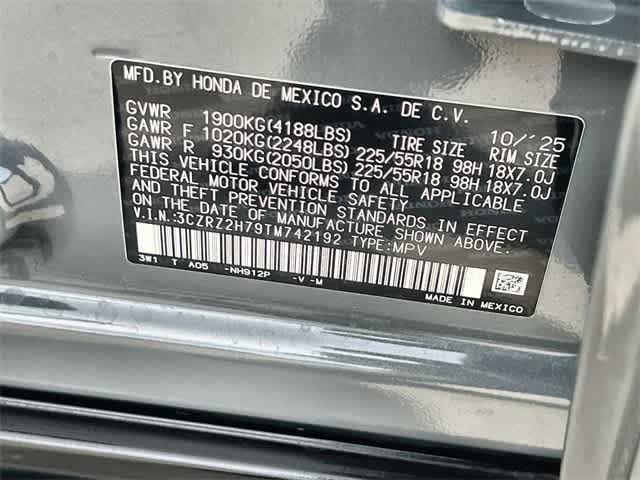 MFD.BY HONDA DE MEXICO S.A. DE C.V.
10/'25
GVWR 1900KG(4188LBS) TIRE SIZE RIM SIZE
GAWR F 1020KG(2248LBS) 225/55R18 98H 18X7.0J
GAWR R 930KG(2050LBS) 225/55R18 98H 18X7.0J
THIS VEHICLE CONFORMS TO ALL APPLICABLE
FEDERAL MOTOR VEHICLE SAFETY STANDARDS IN EFFECT
ON THE DATE OF MANUFACTURE SHOWN ABOVE.
V.I.N.:3CZRZ2H79TM742192 TYPE:MPV
3W1 T A05 -NH912P -V -M
MADE IN MEXICO